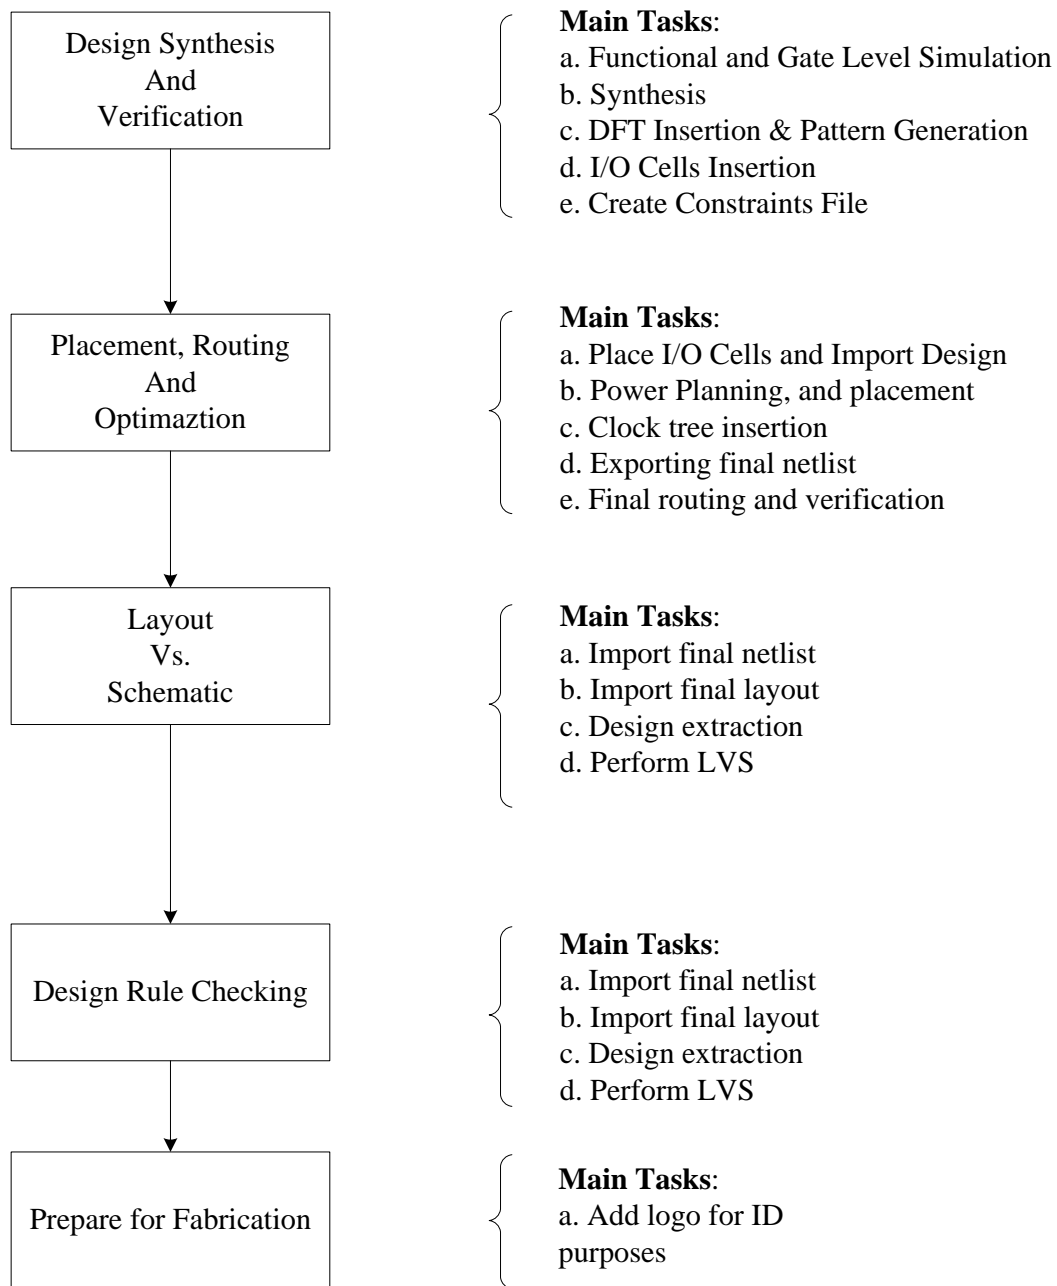 Design Synthesis
And
Verification
Main Tasks:
a. Functional and Gate Level Simulation
b. Synthesis
c. DFT Insertion & Pattern Generation
d. I/O Cells Insertion
e. Create Constraints File
Placement, Routing
And
Optimaztion
Main Tasks:
a. Place I/O Cells and Import Design
b. Power Planning, and placement
c. Clock tree insertion
d. Exporting final netlist
e. Final routing and verification
Layout
Vs.
Schematic
Main Tasks:
a. Import final netlist
b. Import final layout
c. Design extraction
d. Perform LVS
Design Rule Checking
Main Tasks:
a. Import final netlist
b. Import final layout
c. Design extraction
d. Perform LVS
Prepare for Fabrication
Main Tasks:
a. Add logo for ID
purposes